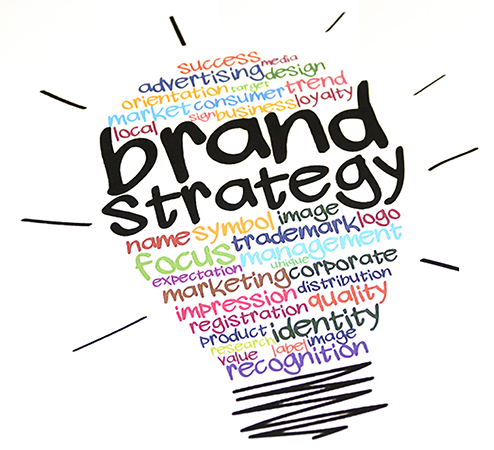 success media
advertising design
orientation target trend
market consumer loyalty
local sign business
brand
strategy
name symbol image
focus trademark logo
expectation unique management
marketing corporate
impression distribution
registration quality
product identity
research label image
value recognition